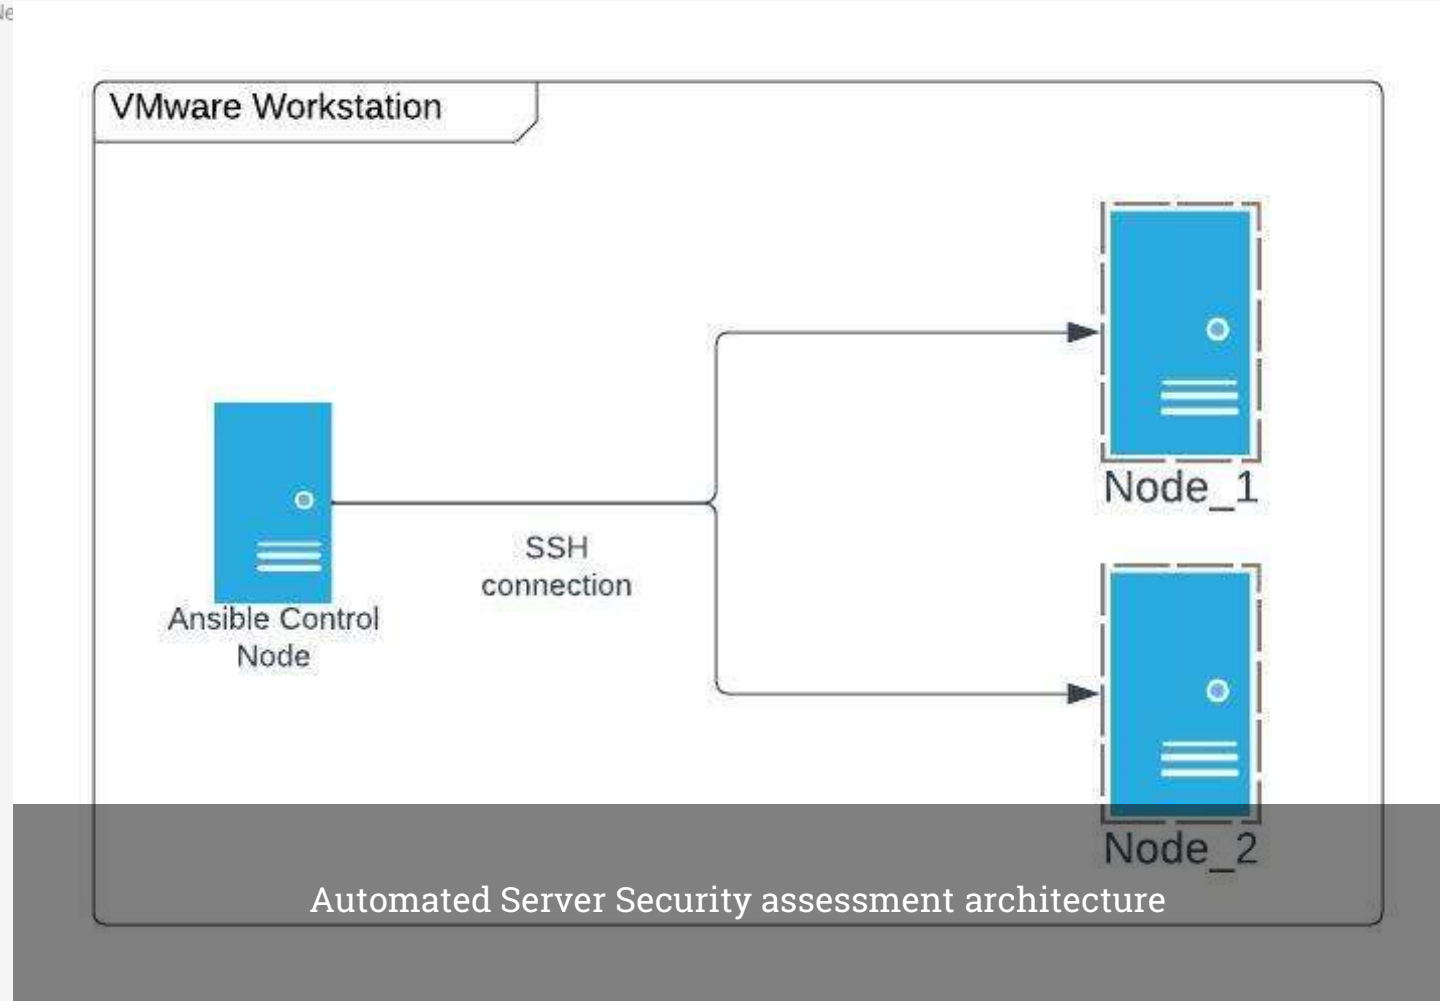 VMware Workstation
Node_1
SSH
connection
Ansible Control
Node
Node_2
Automated Server Security assessment architecture